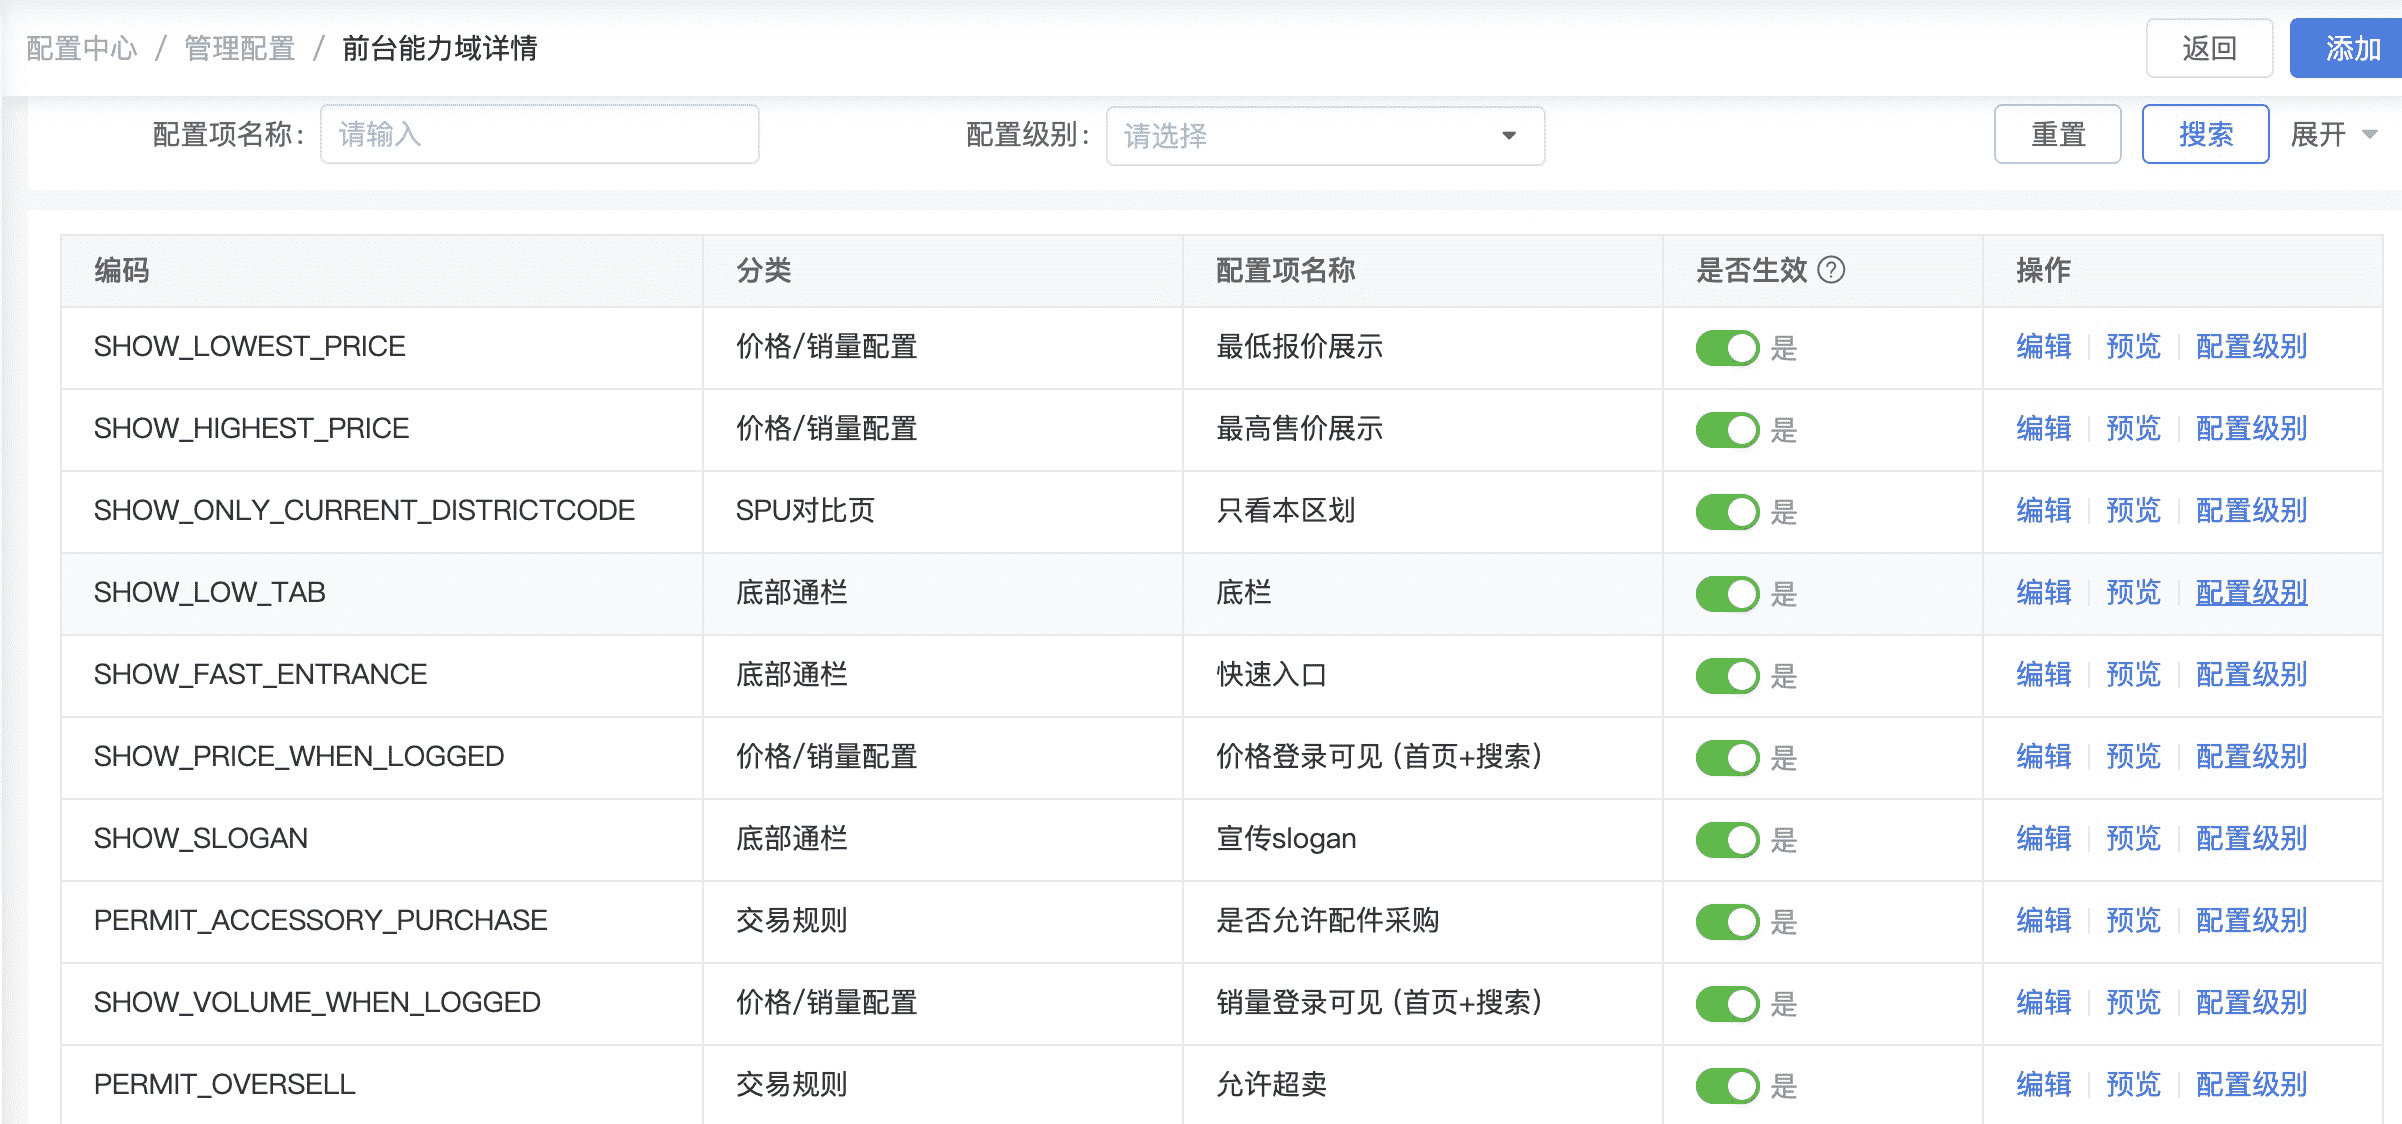 配置中心 / 管理配置 / 前台能力域详情 返回 添加
配置项名称: 请输入 配置级别: 请选择 重置 搜索 展开
编码 分类 配置项名称 是否生效 ? 操作
SHOW_LOWEST_PRICE 价格/销量配置 最低报价展示 是 编辑 预览 配置级别
SHOW_HIGHEST_PRICE 价格/销量配置 最高售价展示 是 编辑 预览 配置级别
SHOW_ONLY_CURRENT_DISTRICTCODE SPU对比页 只看本区划 是 编辑 预览 配置级别
SHOW_LOW_TAB 底部通栏 底栏 是 编辑 预览 配置级别
SHOW_FAST_ENTRANCE 底部通栏 快速入口 是 编辑 预览 配置级别
SHOW_PRICE_WHEN_LOGGED 价格/销量配置 价格登录可见（首页+搜索） 是 编辑 预览 配置级别
SHOW_SLOGAN 底部通栏 宣传slogan 是 编辑 预览 配置级别
PERMIT_ACCESSORY_PURCHASE 交易规则 是否允许配件采购 是 编辑 预览 配置级别
SHOW_VOLUME_WHEN_LOGGED 价格/销量配置 销量登录可见（首页+搜索） 是 编辑 预览 配置级别
PERMIT_OVERSELL 交易规则 允许超卖 是 编辑 预览 配置级别